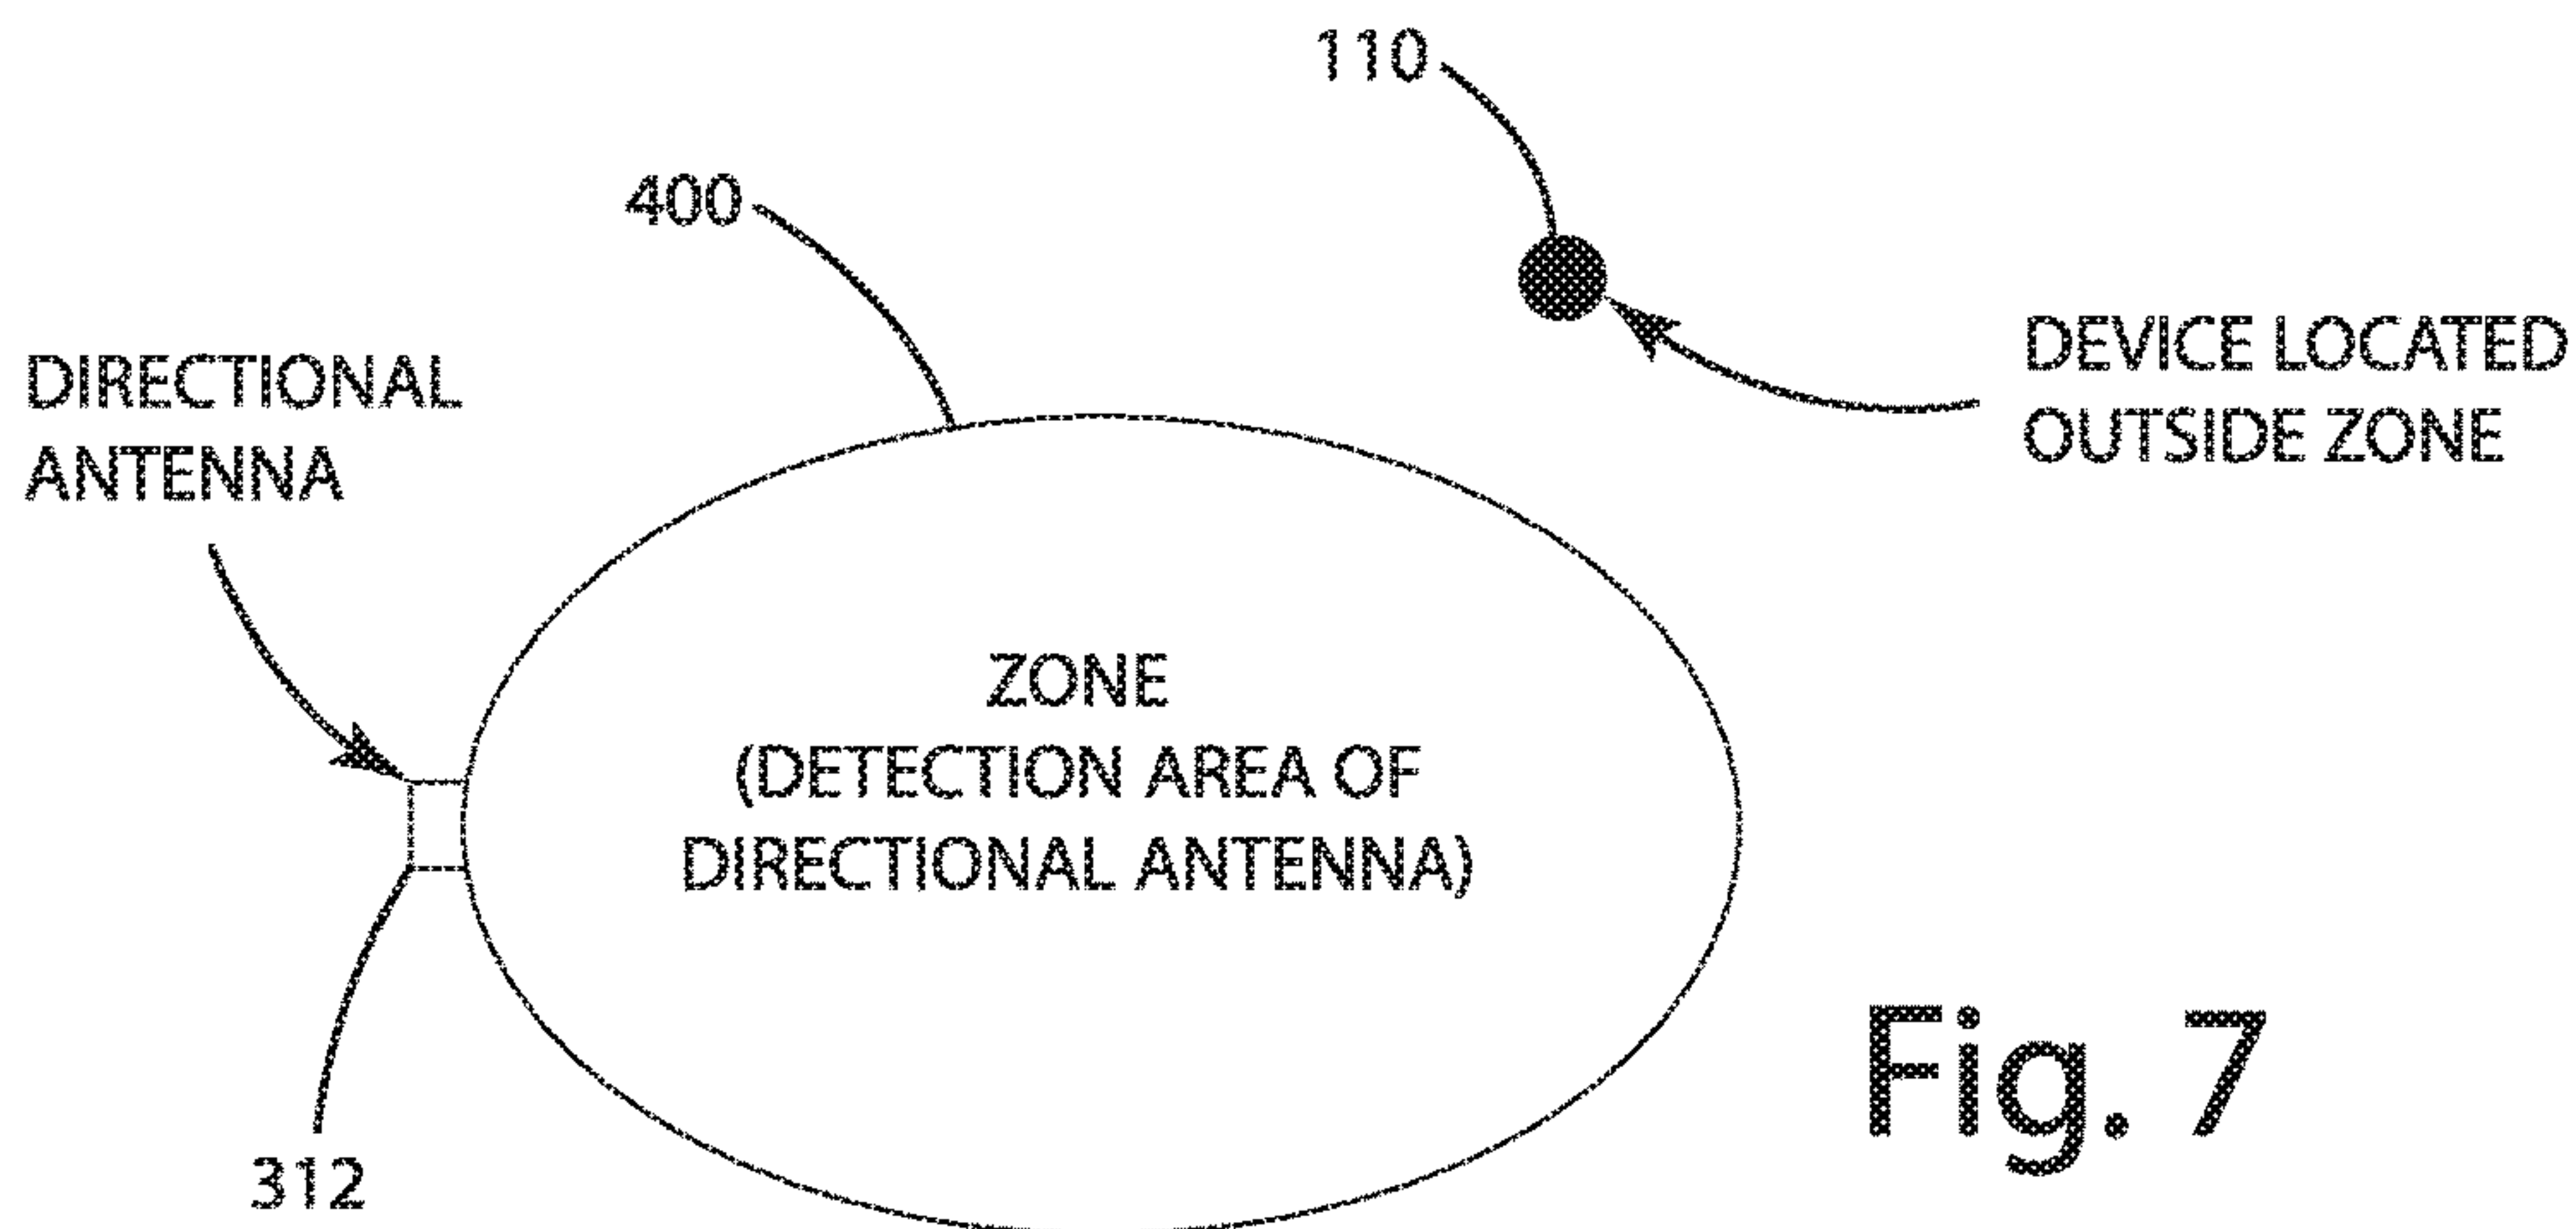 110
400
DIRECTIONAL
ANTENNA
DEVICE LOCATED
OUTSIDE ZONE
ZONE
(DETECTION AREA OF
DIRECTIONAL ANTENNA)
312
Fig. 7